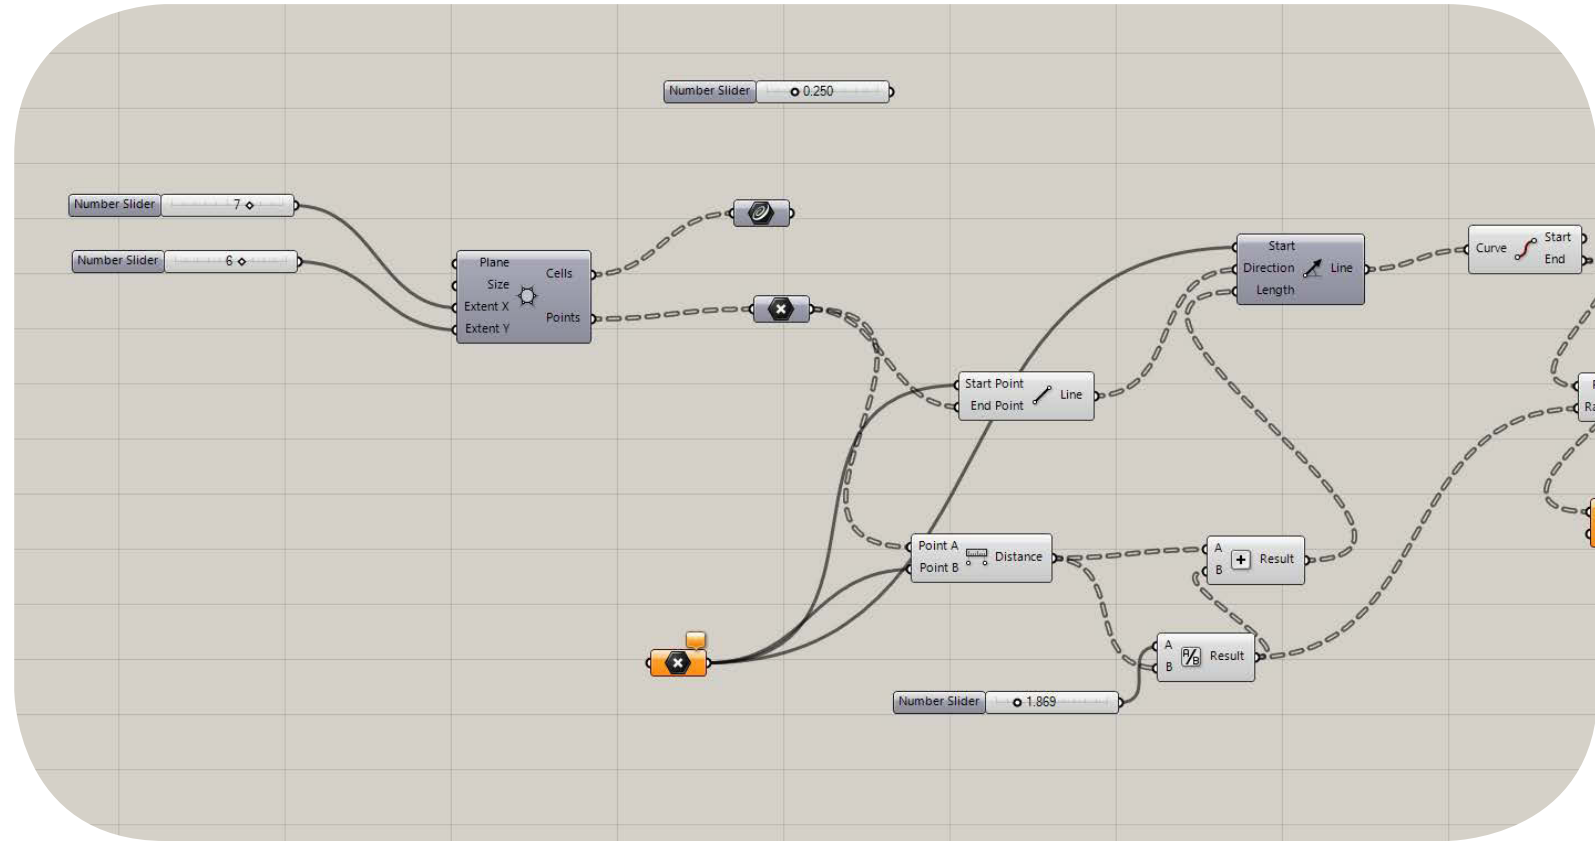 Number Slider 0.250
Number Slider 7
Number Slider 6
Plane
Size
Extent X
Extent Y
Cells
Points
Start
Direction
Length
Line
Curve
Start
End
Start Point
End Point
Line
Ra
Point A
Point B
Distance
A
B
Result
A
B
A/B
Result
Number Slider 1.869